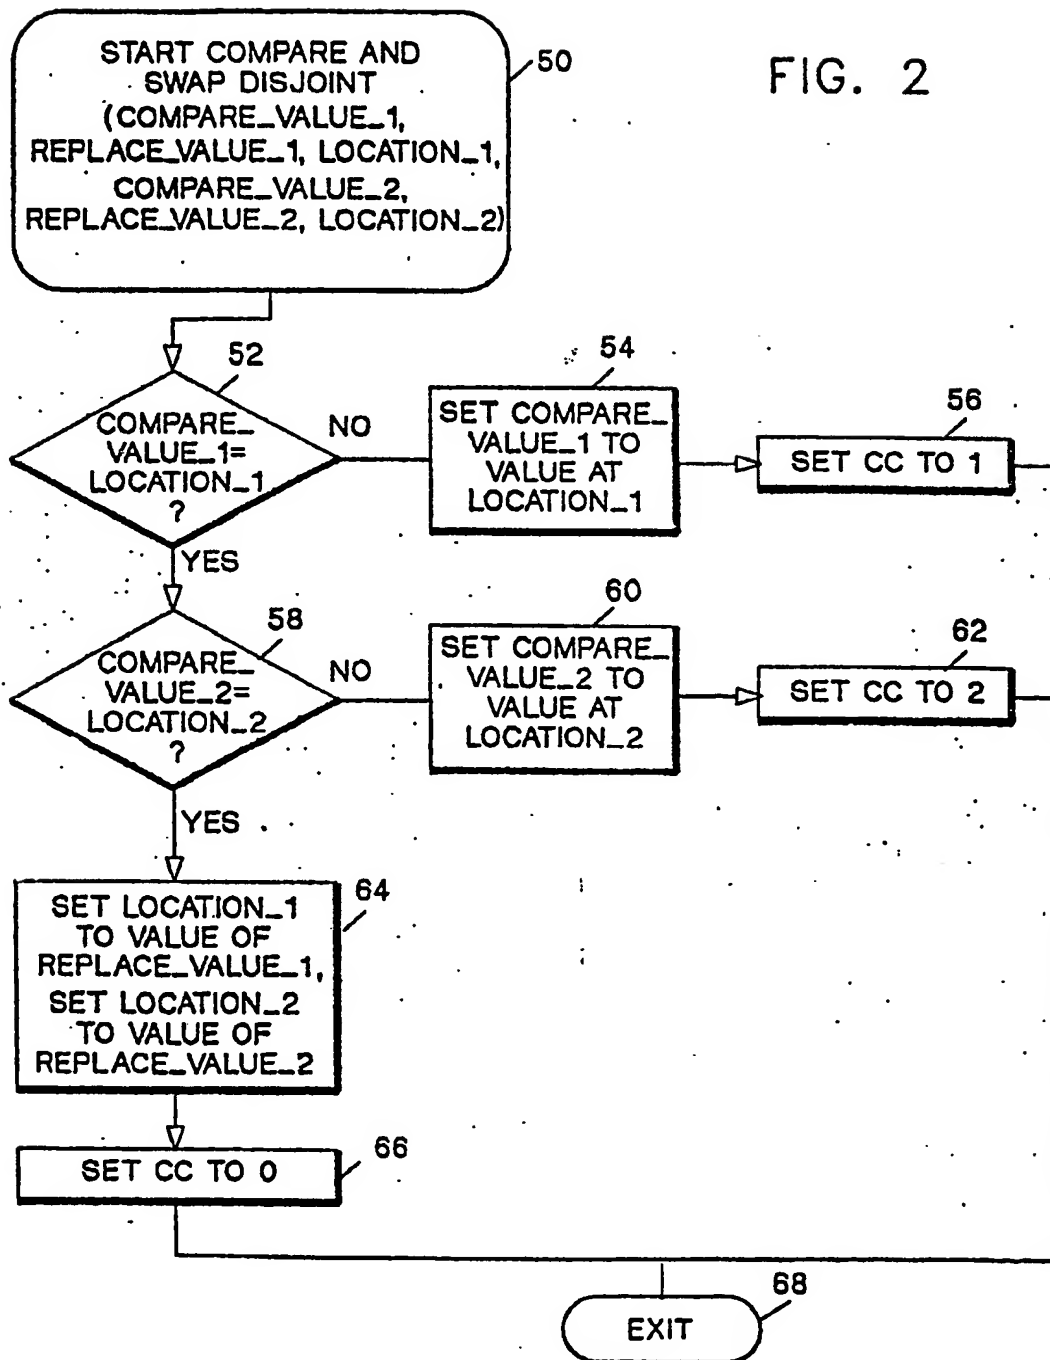 FIG. 2
START COMPARE AND
SWAP DISJOINT
(COMPARE_VALUE_1,
REPLACE_VALUE_1, LOCATION_1,
COMPARE_VALUE_2,
REPLACE_VALUE_2, LOCATION_2)
50
52
COMPARE_
VALUE_1=
LOCATION_1
?
NO
54
SET COMPARE_
VALUE_1 TO
VALUE AT
LOCATION_1
56
SET CC TO 1
YES
58
COMPARE_
VALUE_2=
LOCATION_2
?
NO
60
SET COMPARE_
VALUE_2 TO
VALUE AT
LOCATION_2
62
SET CC TO 2
YES
64
SET LOCATION_1
TO VALUE OF
REPLACE_VALUE_1,
SET LOCATION_2
TO VALUE OF
REPLACE_VALUE_2
66
SET CC TO 0
68
EXIT